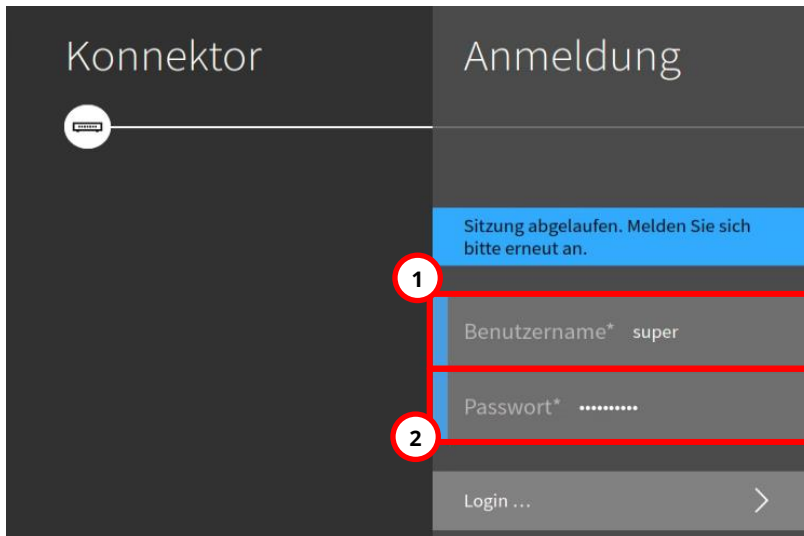 Konnektor
Anmeldung
Sitzung abgelaufen. Melden Sie sich
bitte erneut an.
1
Benutzername* super
Passwort* ••••••••••
2
Login ...